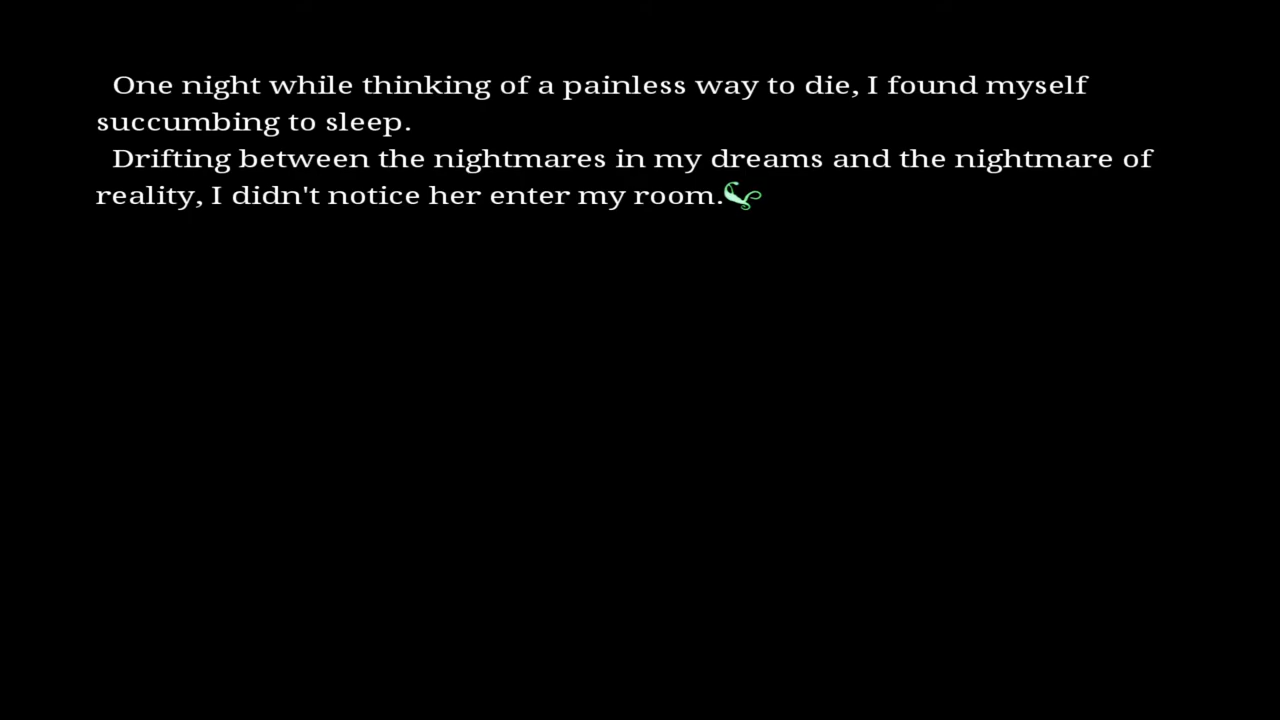 One night while thinking of a painless way to die, I found myself
succumbing to sleep.
Drifting between the nightmares in my dreams and the nightmare of
reality, I didn't notice her enter my room.